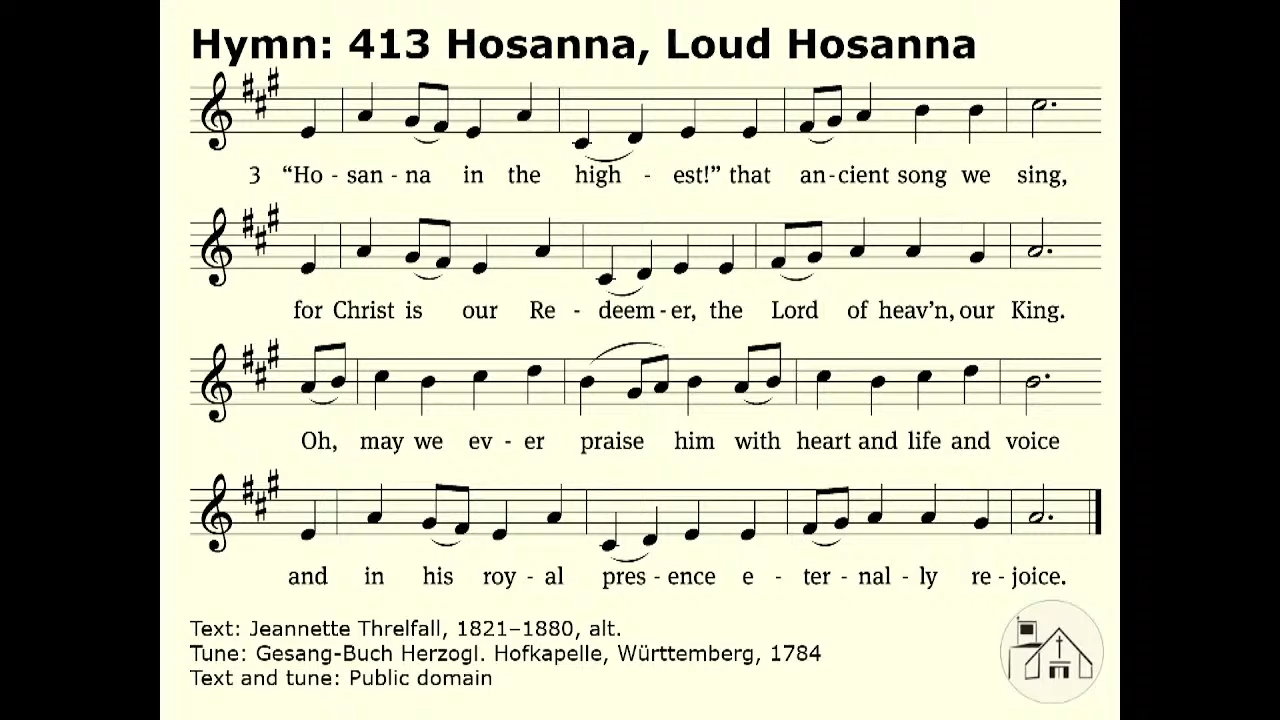 Hymn: 413 Hosanna, Loud Hosanna
3 “Ho - san - na in the high - est!” that an - cient song we sing,
for Christ is our Re - deem - er, the Lord of heav’n, our King.
Oh, may we ev - er praise him with heart and life and voice
and in his roy - al pres - ence e - ter - nal - ly re - joice.
Text: Jeannette Threlfall, 1821–1880, alt.
Tune: Gesang-Buch Herzogl. Hofkapelle, Württemberg, 1784
Text and tune: Public domain